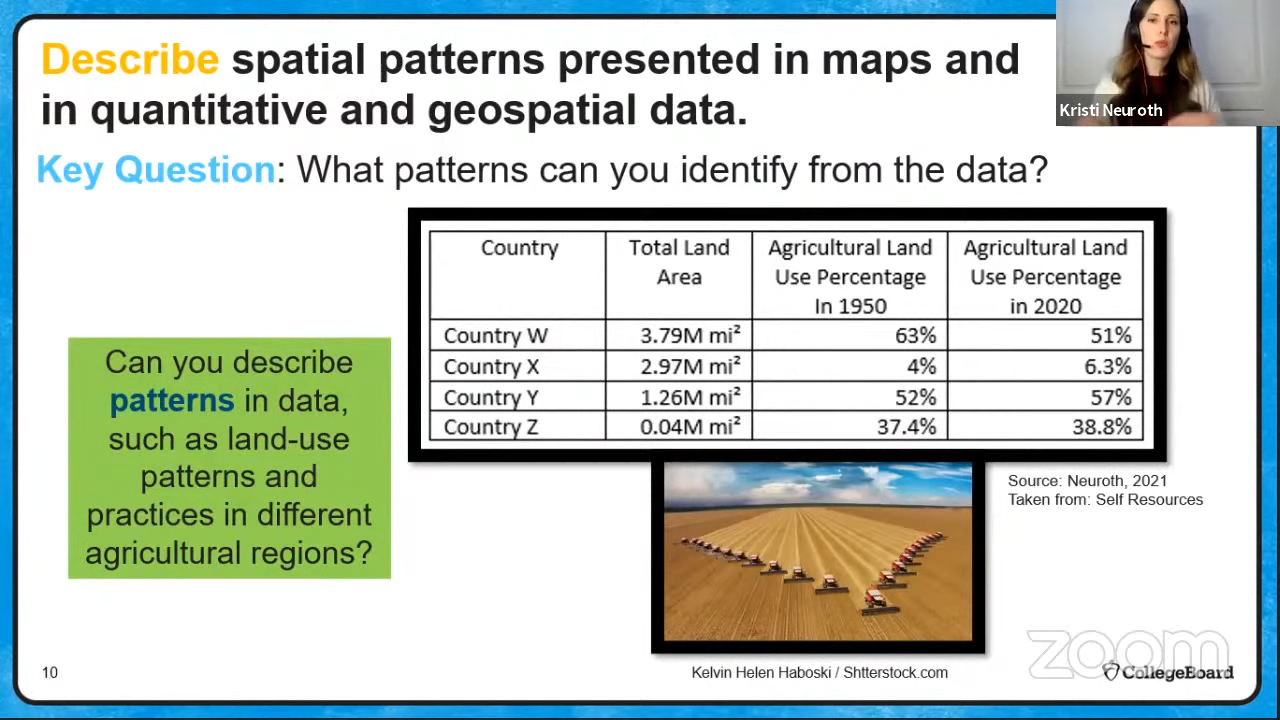 Describe spatial patterns presented in maps and
in quantitative and geospatial data.
Kristi Neuroth
Key Question: What patterns can you identify from the data?
Country
Total Land
Area
Agricultural Land
Use Percentage
In 1950
Agricultural Land
Use Percentage
in 2020
Country W 3.79M mi² 63% 51%
Country X 2.97M mi² 4% 6.3%
Country Y 1.26M mi² 52% 57%
Country Z 0.04M mi² 37.4% 38.8%
Can you describe
patterns in data,
such as land-use
patterns and
practices in different
agricultural regions?
Source: Neuroth, 2021
Taken from: Self Resources
zoom
10
Kelvin Helen Haboski / Shtterstock.com
CollegeBoard